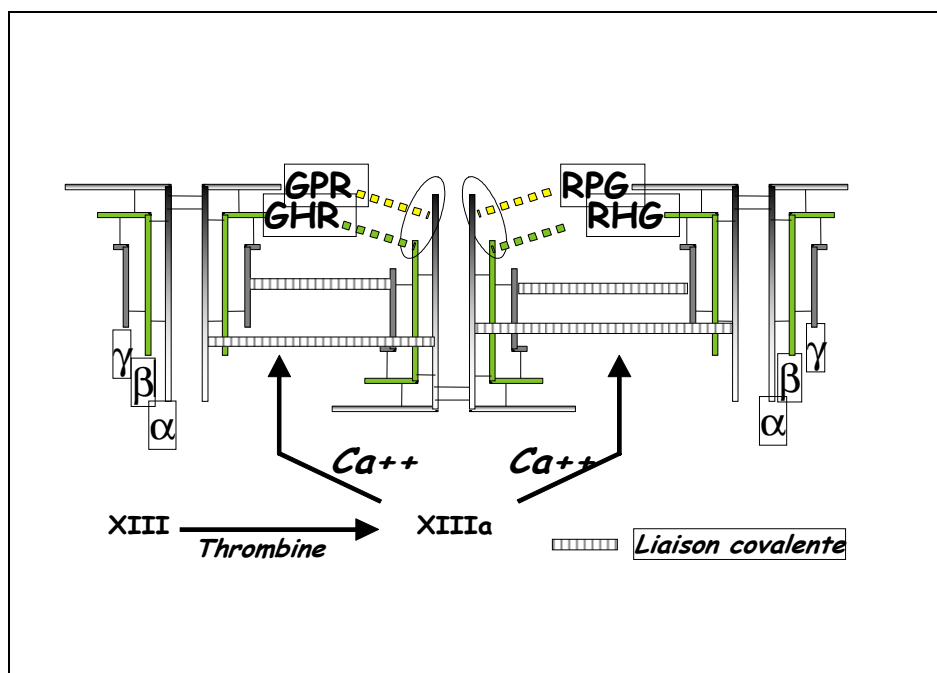 GPR RPG
GHR RHG
γ γ
β β
α α
Ca++ Ca++
XIII XIIIa
Thrombine
Liaison covalente